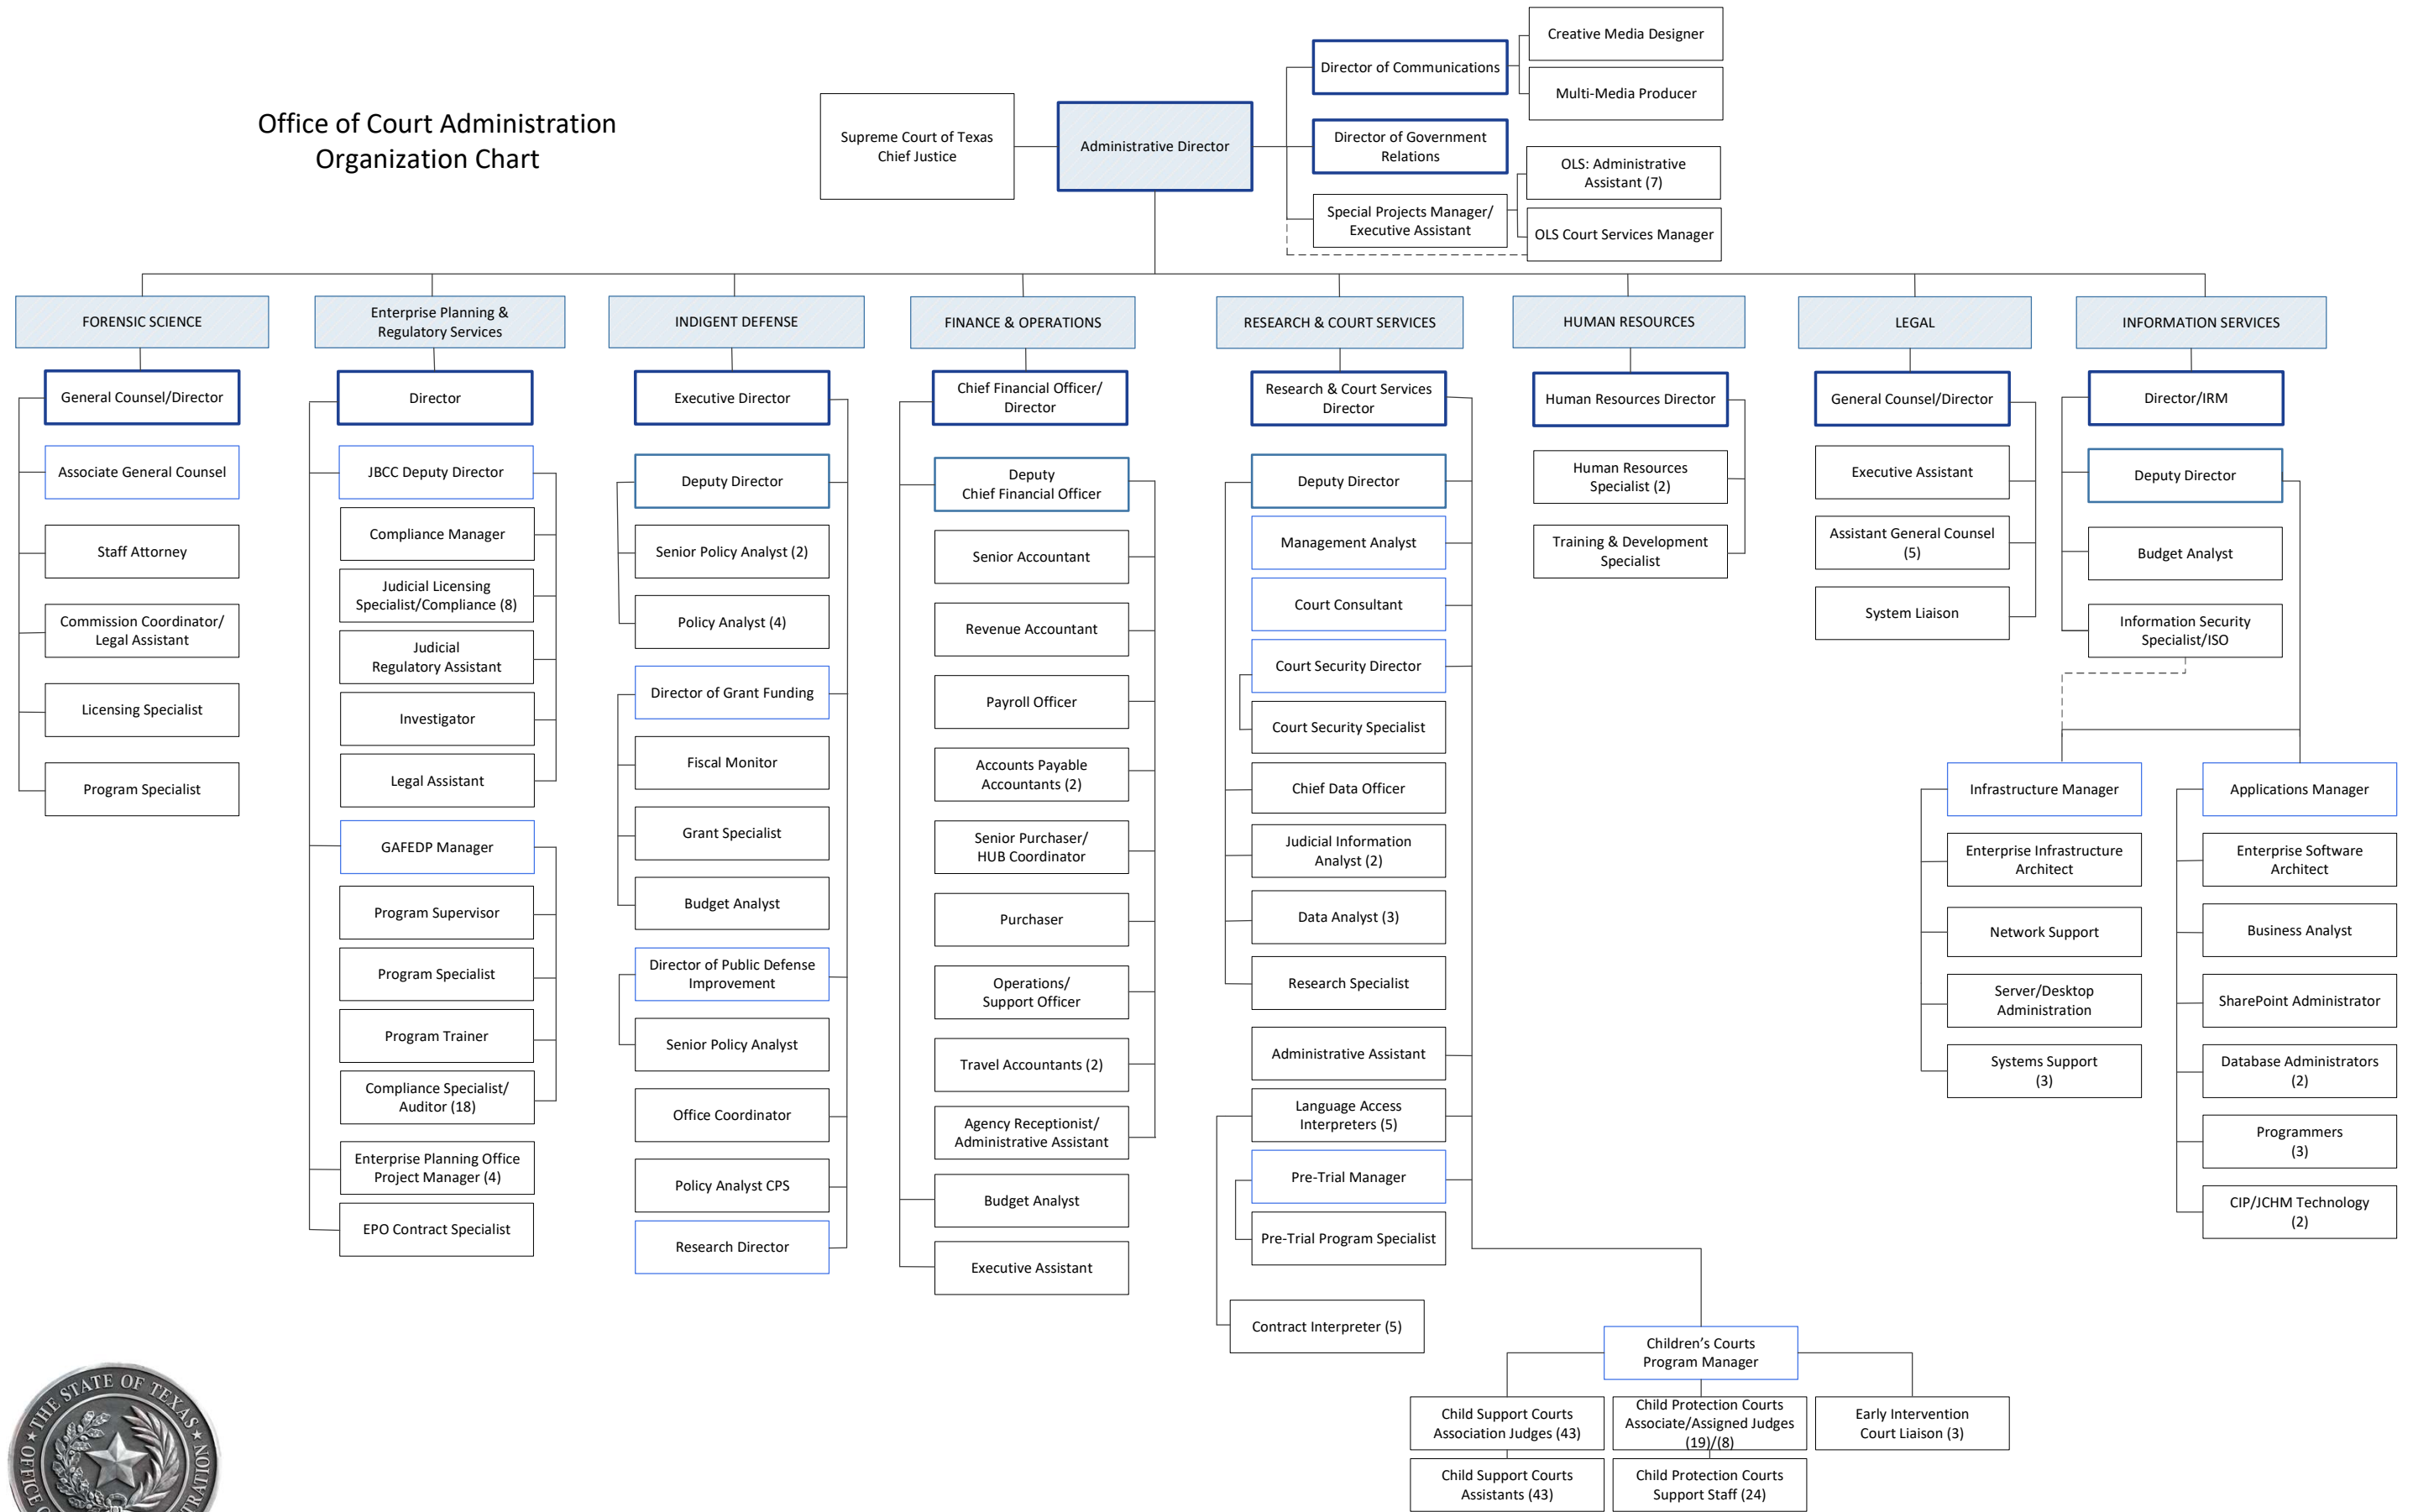 Office of Court Administration
Organization Chart
Supreme Court of Texas
Chief Justice
Administrative Director
Director of Communications
Creative Media Designer
Multi-Media Producer
Director of Government
Relations
Special Projects Manager/
Executive Assistant
OLS: Administrative
Assistant (7)
OLS Court Services Manager
FORENSIC SCIENCE
General Counsel/Director
Associate General Counsel
Staff Attorney
Commission Coordinator/
Legal Assistant
Licensing Specialist
Program Specialist
Enterprise Planning &
Regulatory Services
Director
JBCC Deputy Director
Compliance Manager
Judicial Licensing
Specialist/Compliance (8)
Judicial
Regulatory Assistant
Investigator
Legal Assistant
GAFEDP Manager
Program Supervisor
Program Specialist
Program Trainer
Compliance Specialist/
Auditor (18)
Enterprise Planning Office
Project Manager (4)
EPO Contract Specialist
INDIGENT DEFENSE
Executive Director
Deputy Director
Senior Policy Analyst (2)
Policy Analyst (4)
Director of Grant Funding
Fiscal Monitor
Grant Specialist
Budget Analyst
Director of Public Defense
Improvement
Senior Policy Analyst
Office Coordinator
Policy Analyst CPS
Research Director
FINANCE & OPERATIONS
Chief Financial Officer/
Director
Deputy
Chief Financial Officer
Senior Accountant
Revenue Accountant
Payroll Officer
Accounts Payable
Accountants (2)
Senior Purchaser/
HUB Coordinator
Purchaser
Operations/
Support Officer
Travel Accountants (2)
Agency Receptionist/
Administrative Assistant
Budget Analyst
Executive Assistant
RESEARCH & COURT SERVICES
Research & Court Services
Director
Deputy Director
Management Analyst
Court Consultant
Court Security Director
Court Security Specialist
Chief Data Officer
Judicial Information
Analyst (2)
Data Analyst (3)
Research Specialist
Administrative Assistant
Language Access
Interpreters (5)
Pre-Trial Manager
Pre-Trial Program Specialist
Contract Interpreter (5)
Children's Courts
Program Manager
Child Support Courts
Association Judges (43)
Child Support Courts
Assistants (43)
Child Protection Courts
Associate/Assigned Judges
(19)/(8)
Child Protection Courts
Support Staff (24)
Early Intervention
Court Liaison (3)
HUMAN RESOURCES
Human Resources Director
Human Resources
Specialist (2)
Training & Development
Specialist
LEGAL
General Counsel/Director
Executive Assistant
Assistant General Counsel
(5)
System Liaison
INFORMATION SERVICES
Director/IRM
Deputy Director
Budget Analyst
Information Security
Specialist/ISO
Infrastructure Manager
Enterprise Infrastructure
Architect
Network Support
Server/Desktop
Administration
Systems Support
(3)
Applications Manager
Enterprise Software
Architect
Business Analyst
SharePoint Administrator
Database Administrators
(2)
Programmers
(3)
CIP/JCHM Technology
(2)
THE STATE OF TEXAS
OFFICE